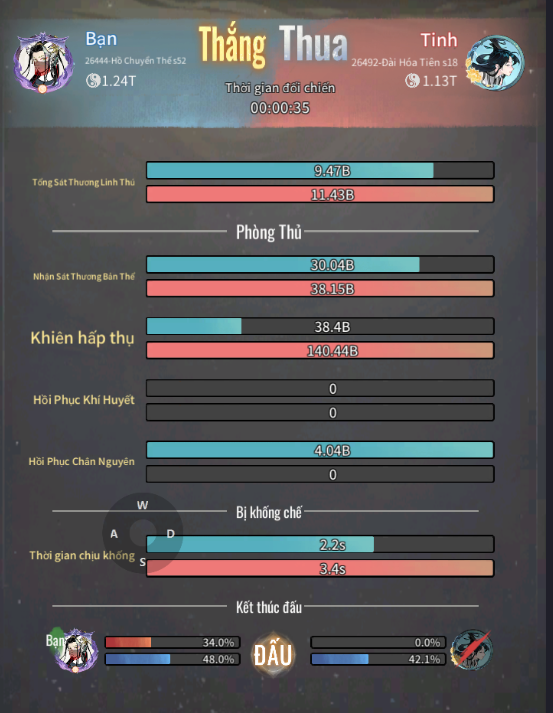 Bạn
Thắng
Thua
Tinh
26444-Hồ Chuyển Thế s52
26492-Đài Hóa Tiên s18
1.24T
Thời gian đối chiến
1.13T
00:00:35
Tổng Sát Thương Linh Thú
9.47B
11.43B
Phòng Thủ
Nhận Sát Thương Bản Thể
30.04B
38.15B
Khiên hấp thụ
38.4B
140.44B
Hồi Phục Khí Huyết
0
0
Hồi Phục Chân Nguyên
4.04B
0
Bị khống chế
W
A
D
S
Thời gian chịu khống
2.2s
3.4s
Kết thúc đấu
Bạn
34.0%
48.0%
ĐẤU
0.0%
42.1%